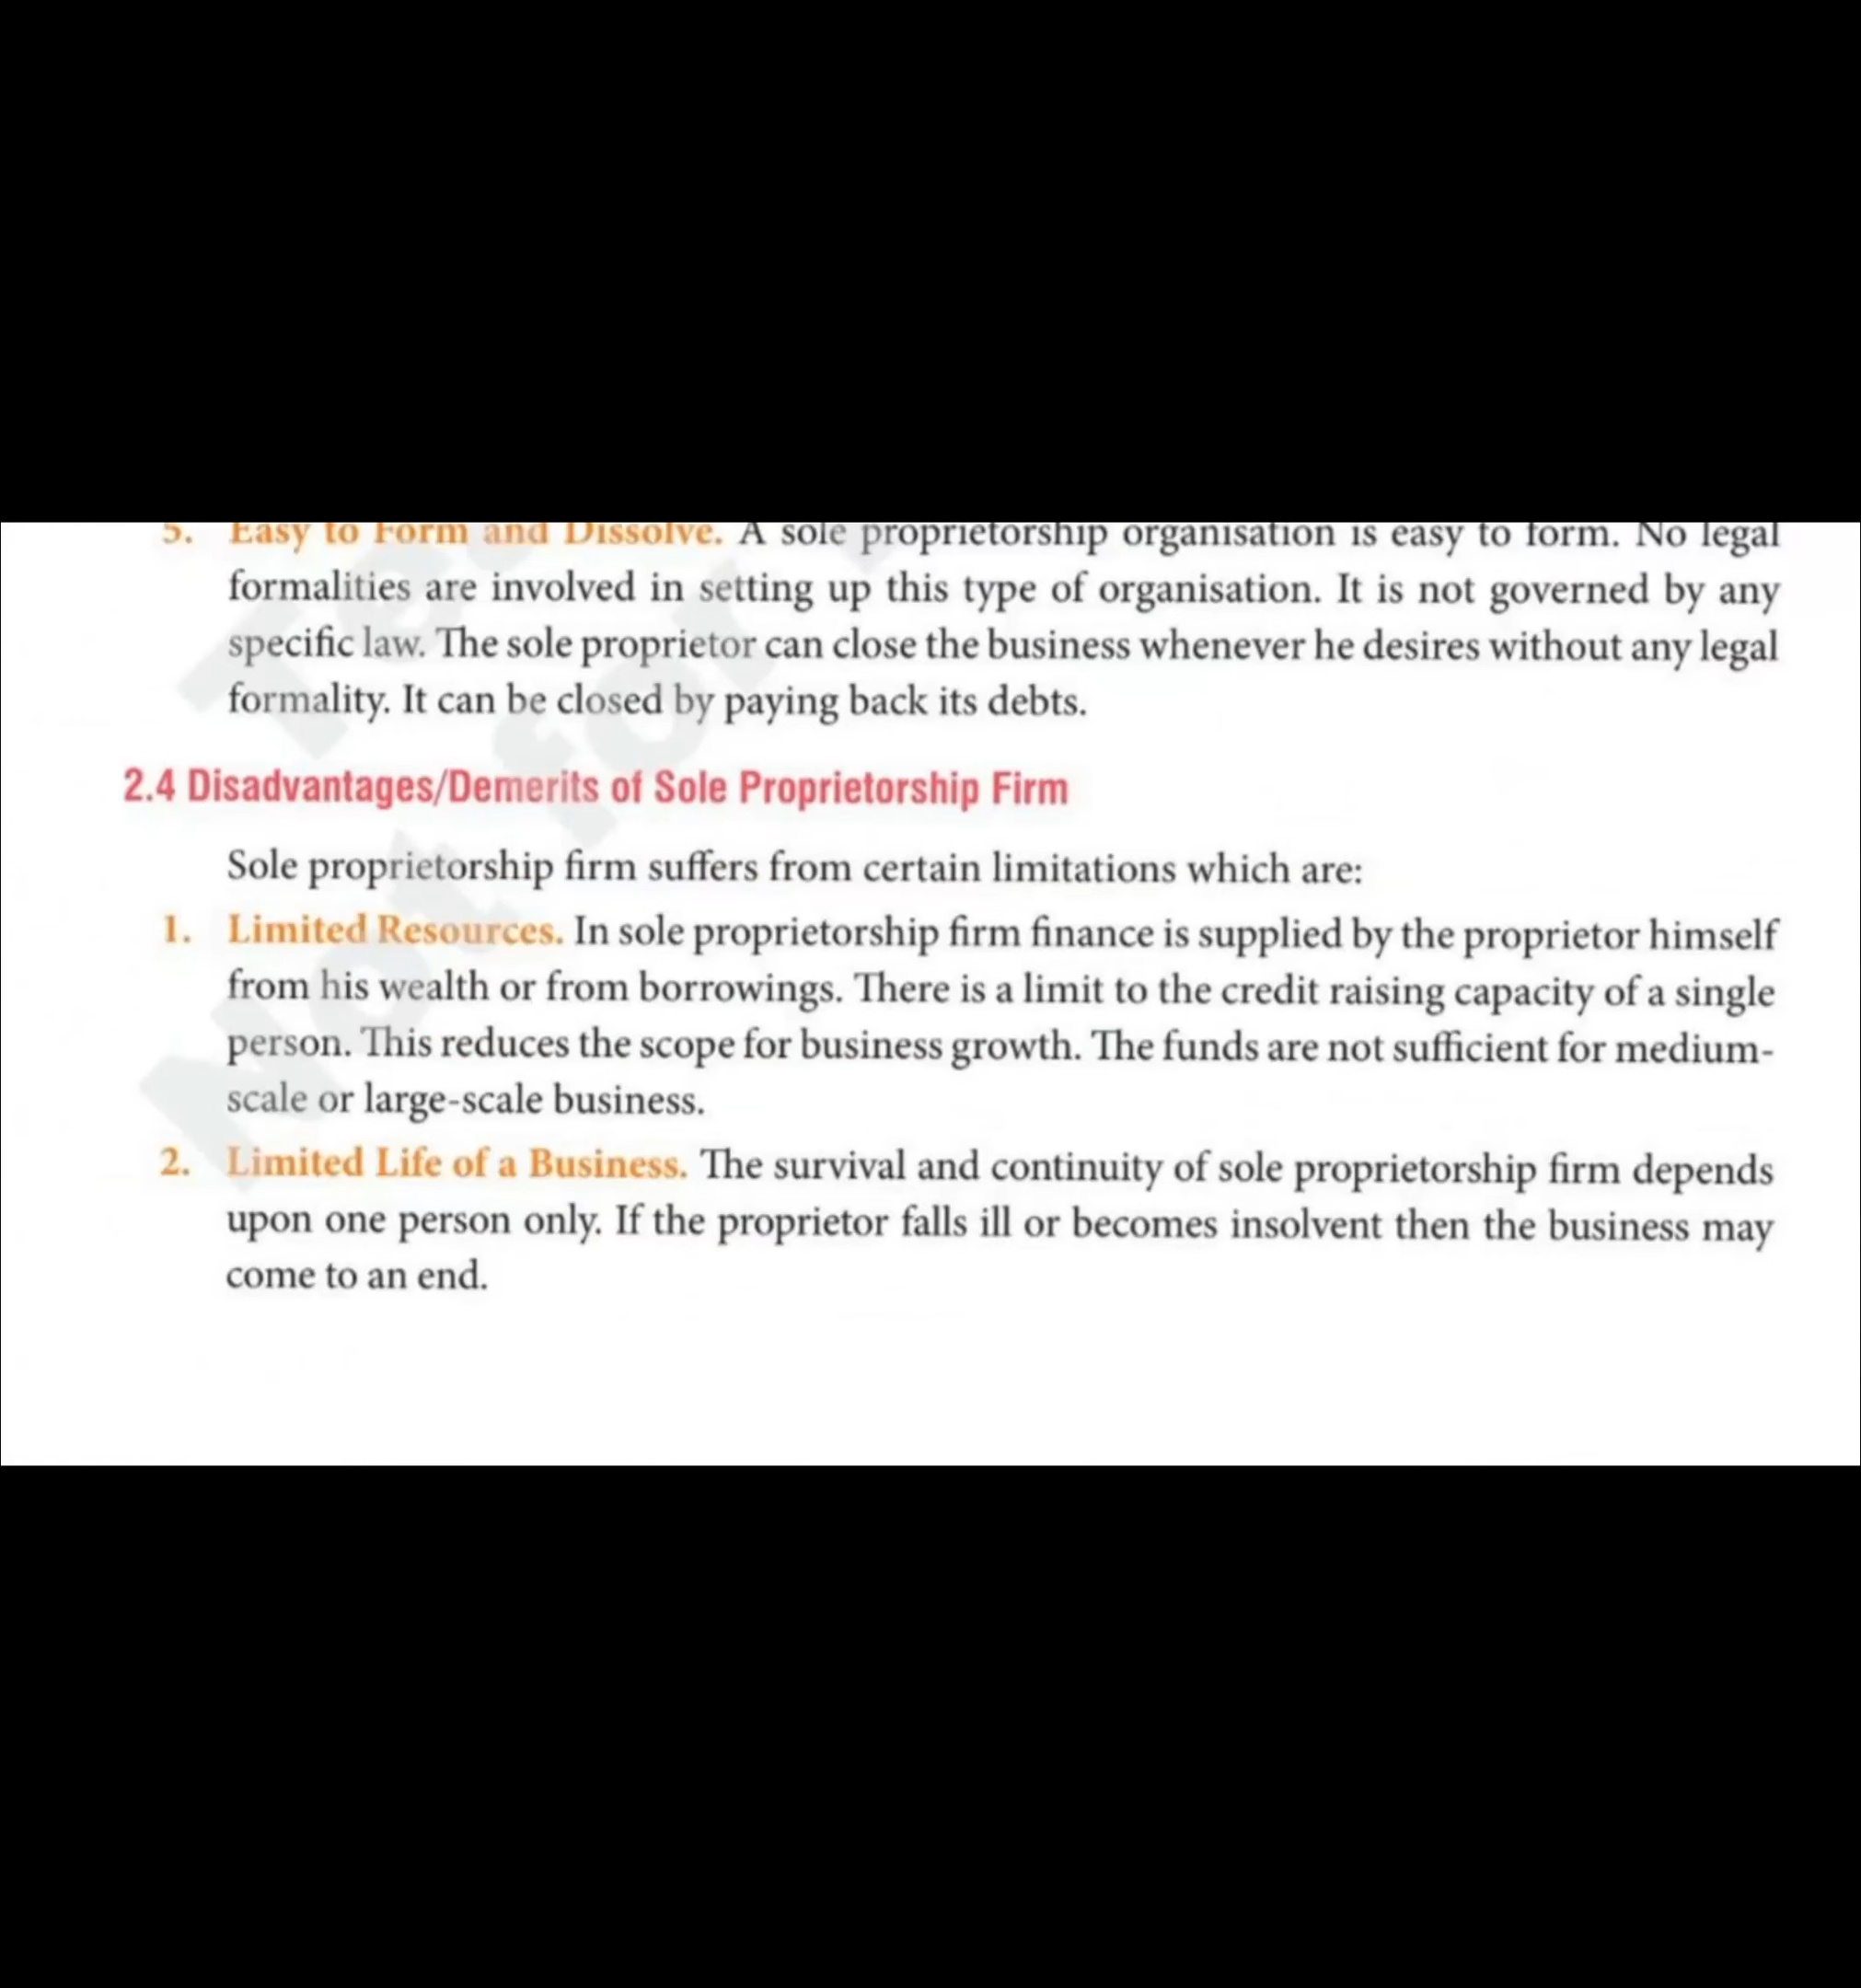 5. Easy to Form and Dissolve. A sole proprietorship organisation is easy to form. No legal
formalities are involved in setting up this type of organisation. It is not governed by any
specific law. The sole proprietor can close the business whenever he desires without any legal
formality. It can be closed by paying back its debts.
2.4 Disadvantages/Demerits of Sole Proprietorship Firm
Sole proprietorship firm suffers from certain limitations which are:
1. Limited Resources. In sole proprietorship firm finance is supplied by the proprietor himself
from his wealth or from borrowings. There is a limit to the credit raising capacity of a single
person. This reduces the scope for business growth. The funds are not sufficient for medium-
scale or large-scale business.
2. Limited Life of a Business. The survival and continuity of sole proprietorship firm depends
upon one person only. If the proprietor falls ill or becomes insolvent then the business may
come to an end.
Not for